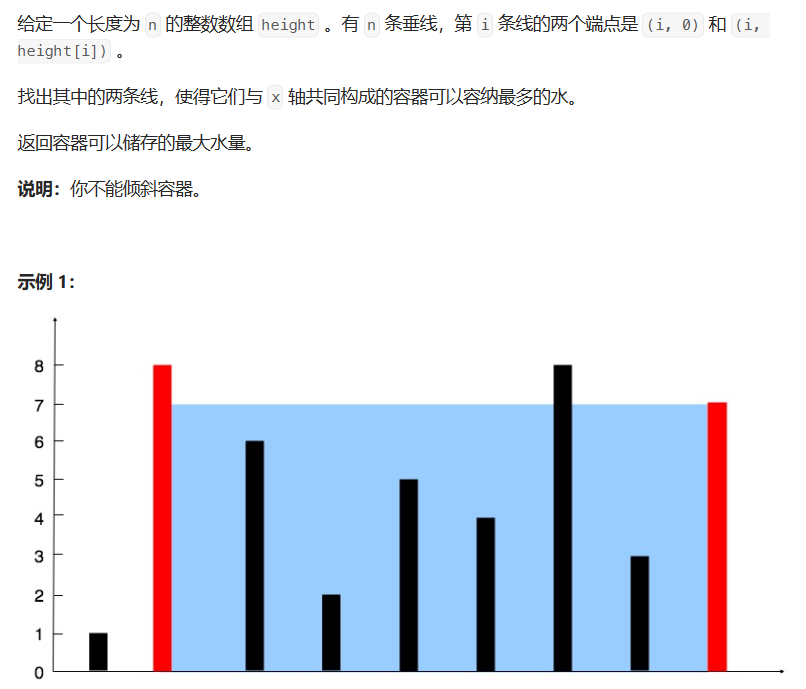 给定一个长度为 n 的整数数组 height 。有 n 条垂线，第 i 条线的两个端点是 (i, 0) 和 (i,
height[i]) 。
找出其中的两条线，使得它们与 x 轴共同构成的容器可以容纳最多的水。
返回容器可以储存的最大水量。
说明：你不能倾斜容器。
示例 1：
8
7
6
5
4
3
2
1
0